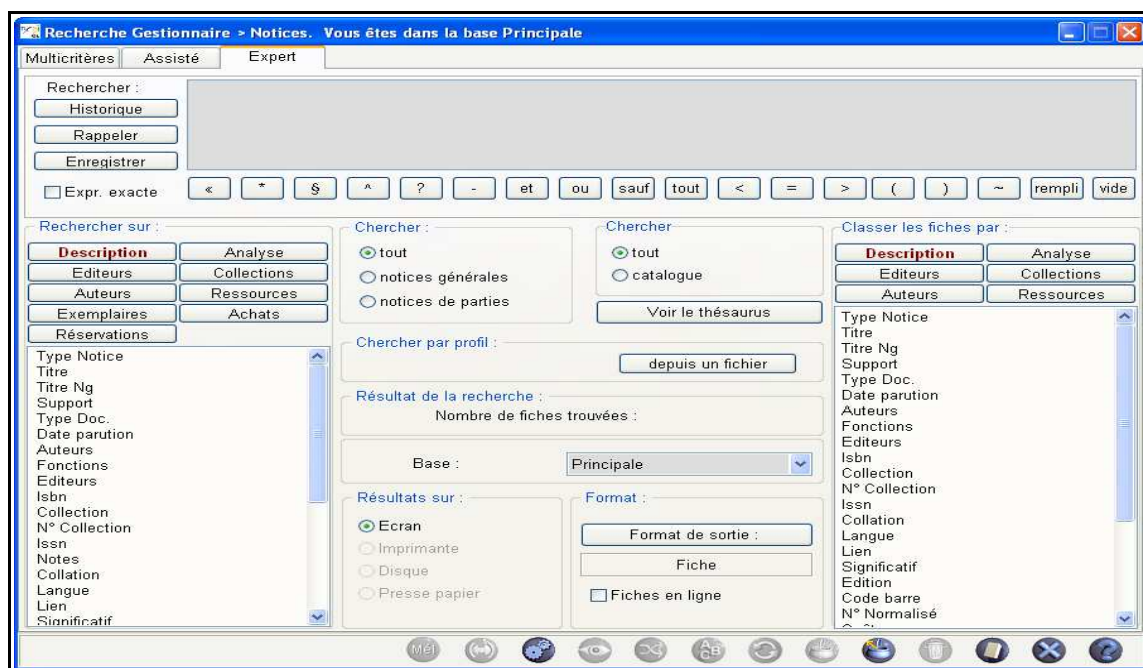 Recherche Gestionnaire > Notices. Vous êtes dans la base Principale
Multicritères Assisté Expert
Rechercher :
Historique
Rappeler
Enregistrer
Expr. exacte « * § ^ ? - et ou sauf tout < = > ( ) ~ rempli vide
Rechercher sur :
Description Analyse
Editeurs Collections
Auteurs Ressources
Exemplaires Achats
Réservations
Type Notice
Titre
Titre Ng
Support
Type Doc.
Date parution
Auteurs
Fonctions
Editeurs
Isbn
Collection
N° Collection
Issn
Notes
Collation
Langue
Lien
Significatif
Chercher :
tout
notices générales
notices de parties
Chercher
tout
catalogue
Voir le thésaurus
Chercher par profil :
depuis un fichier
Résultat de la recherche :
Nombre de fiches trouvées :
Base : Principale
Résultats sur :
Ecran
Imprimante
Disque
Presse papier
Format :
Format de sortie :
Fiche
Fiches en ligne
Classer les fiches par :
Description Analyse
Editeurs Collections
Auteurs Ressources
Type Notice
Titre
Titre Ng
Support
Type Doc.
Date parution
Auteurs
Fonctions
Editeurs
Isbn
Collection
N° Collection
Issn
Collation
Langue
Lien
Significatif
Edition
Code barre
N° Normalisé
Mél